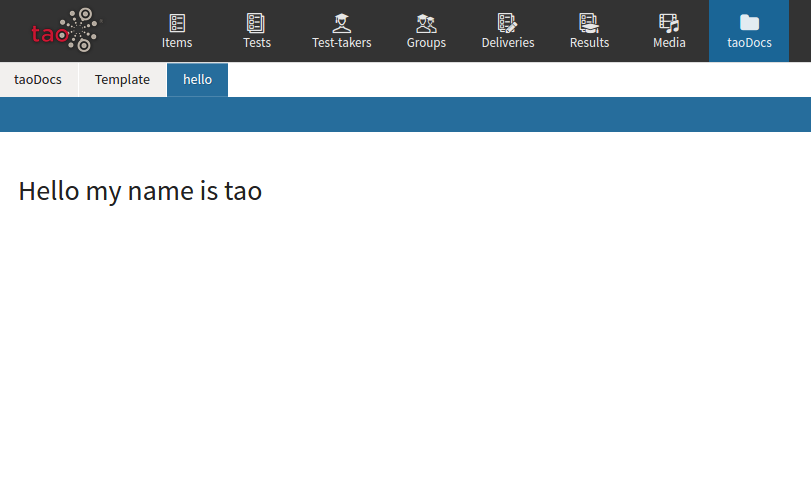 tao
Items
Tests
Test-takers
Groups
Deliveries
Results
Media
taoDocs
taoDocs
Template
hello
Hello my name is tao